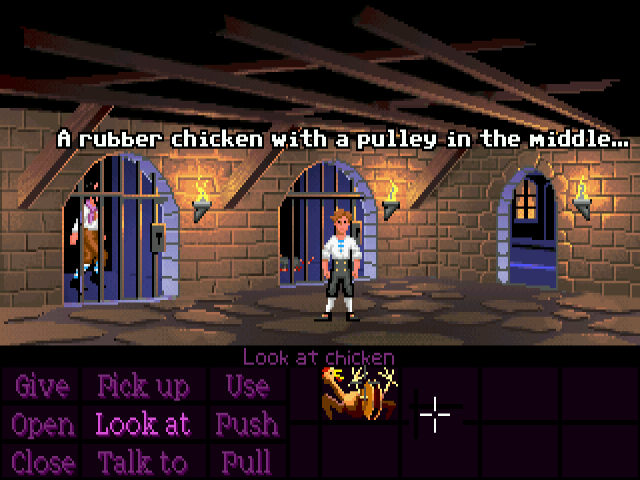 A rubber chicken with a pulley in the middle...
Look at chicken
Give Pick up Use
Open Look at Push
Close Talk to Pull